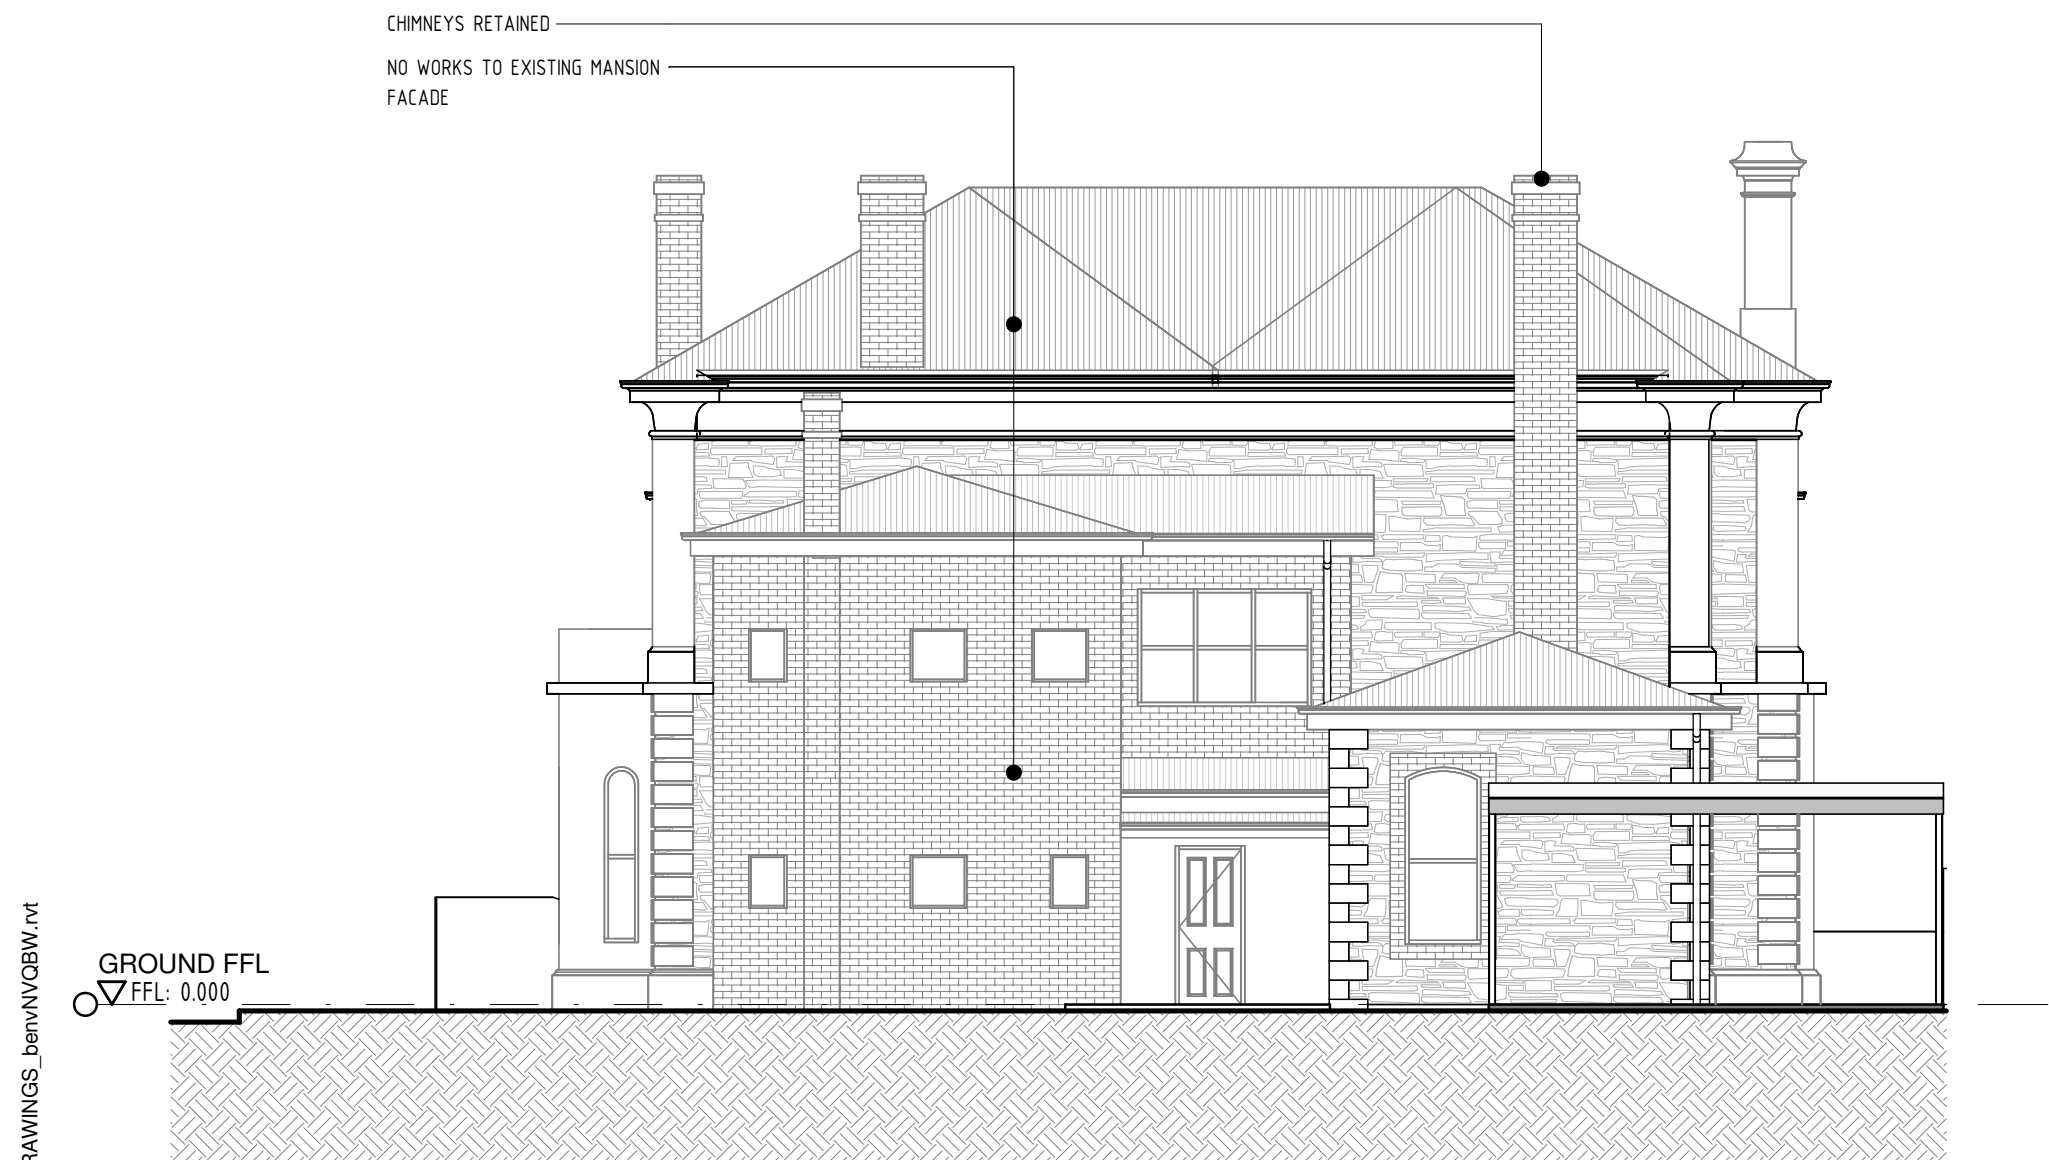 CHIMNEYS RETAINED
NO WORKS TO EXISTING MANSION
FACADE
GROUND FFL
FFL: 0.000
RAWINGS_benvNVQBW.rvt